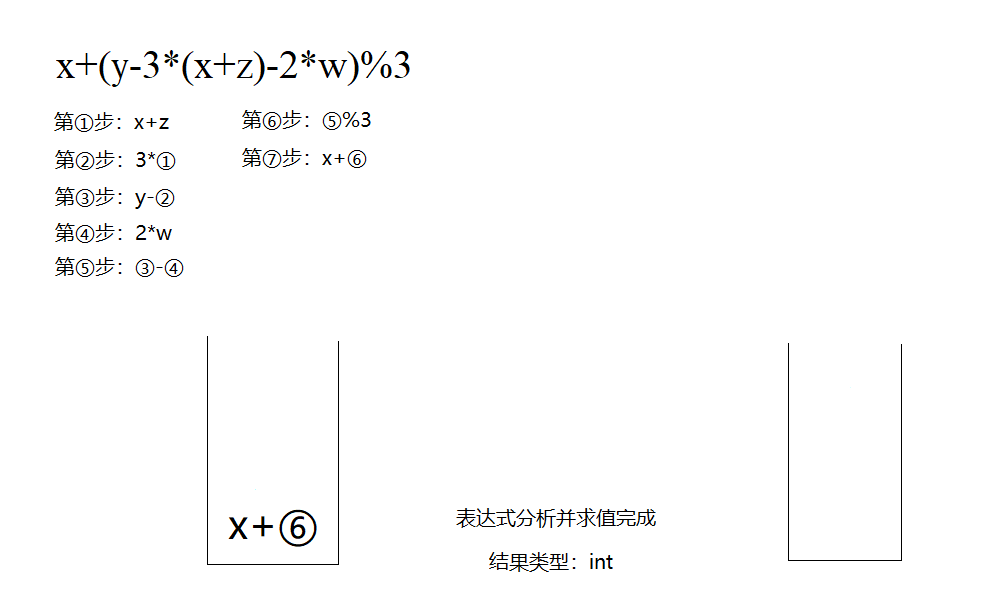 x+(y-3*(x+z)-2*w)%3
第①步：x+z
第②步：3*①
第③步：y-②
第④步：2*w
第⑤步：③-④
第⑥步：⑤%3
第⑦步：x+⑥
x+⑥
表达式分析并求值完成
结果类型：int